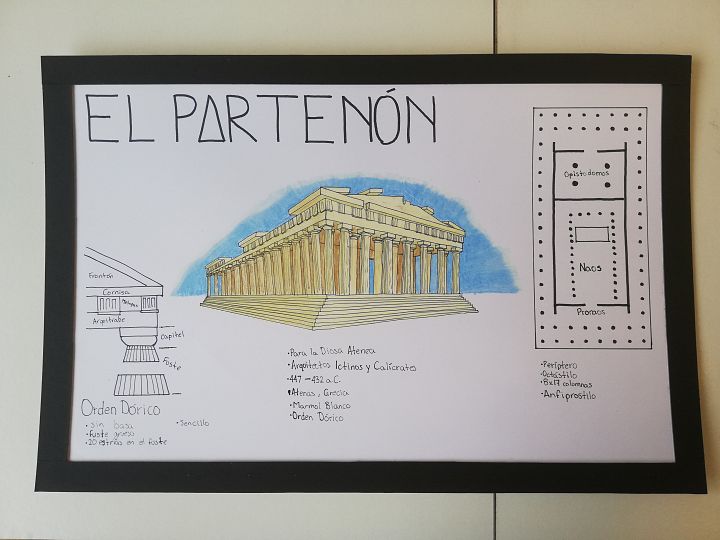 EL PARTENÓN
Frontón
Cornisa
Metopas
Arquitrabe
Capitel
Fuste
Orden Dórico
• sin basa
• fuste grueso
• 20 estrías en el fuste
• Sencillo
• Para la Diosa Atenea
• Arquitectos Ictinos y Calícrates
• 447 – 432 a.C.
• Atenas, Grecia
• Marmol Blanco
• Orden Dórico
Opistodomos
Naos
Pronaos
• Períptero
• Octástilo
• 8x17 columnas
• Anfiprostilo